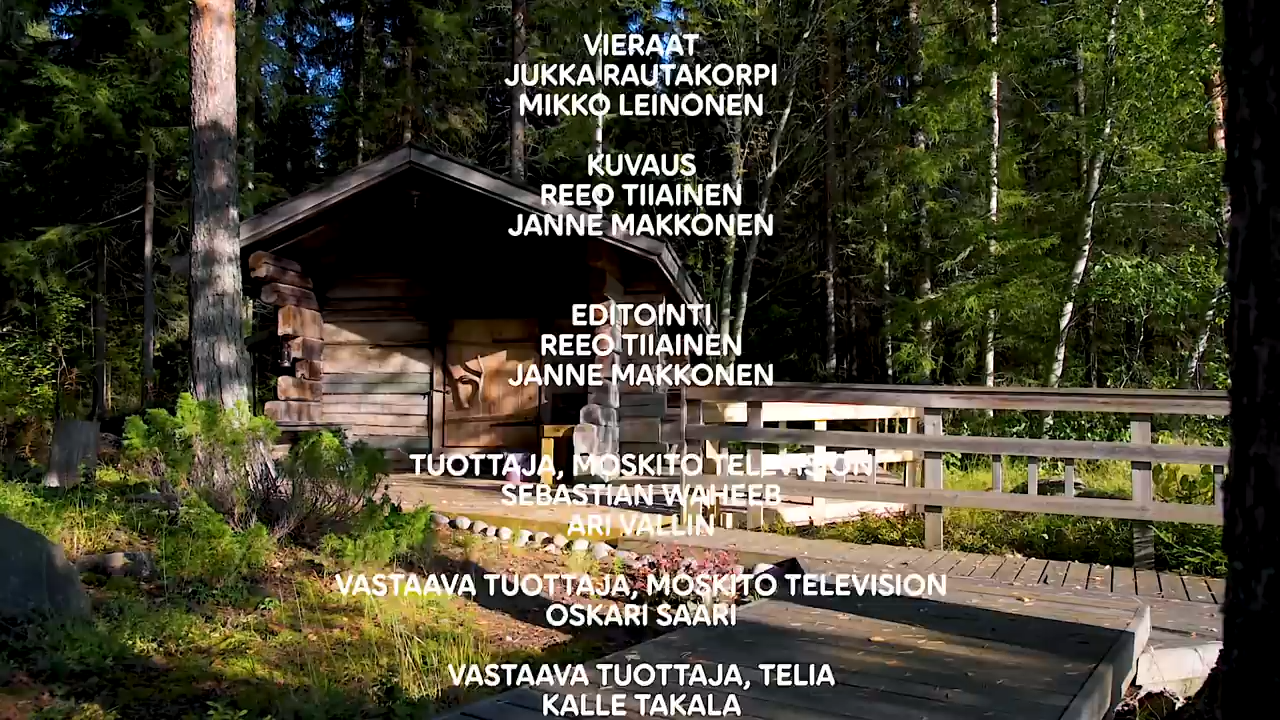 VIERAAT
JUKKA RAUTAKORPI
MIKKO LEINONEN
KUVAUS
REEO TIIAINEN
JANNE MAKKONEN
EDITOINTI
REEO TIIAINEN
JANNE MAKKONEN
TUOTTAJA, MOSKITO TELEVISION
SEBASTIAN WAHEEB
ARI VALLIN
VASTAAVA TUOTTAJA, MOSKITO TELEVISION
OSKARI SAARI
VASTAAVA TUOTTAJA, TELIA
KALLE TAKALA